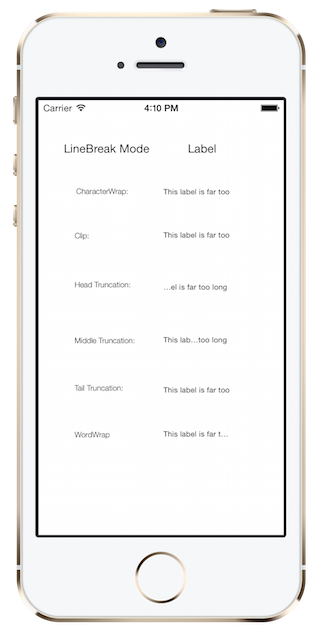 Carrier 4:10 PM
LineBreak Mode Label
CharacterWrap: This label is far too
Clip: This label is far too
Head Truncation: ...el is far too long
Middle Truncation: This lab...too long
Tail Truncation: This label is far too
WordWrap This label is far t...